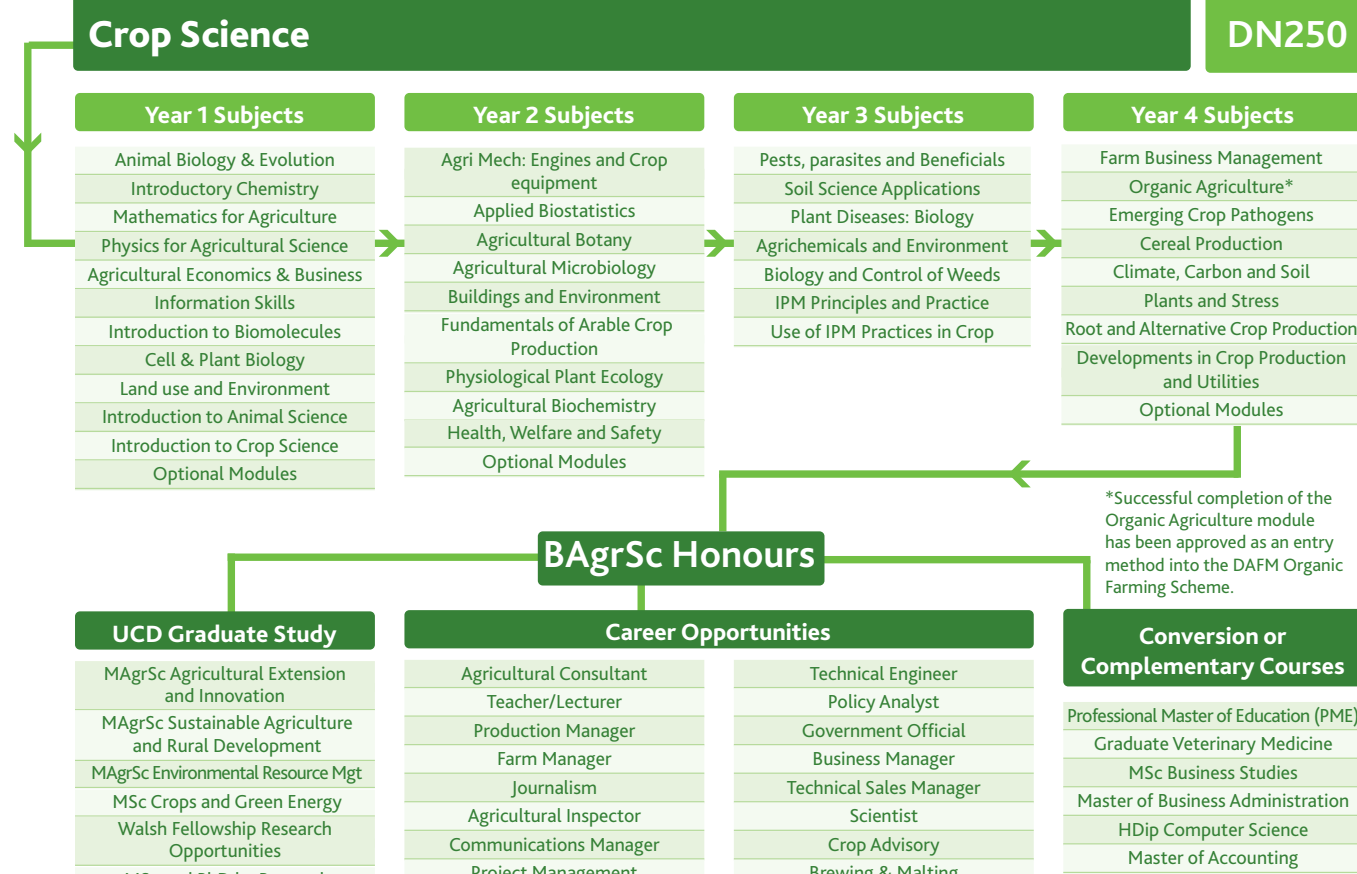 Crop Science
DN250
Year 1 Subjects
Animal Biology & Evolution
Introductory Chemistry
Mathematics for Agriculture
Physics for Agricultural Science
Agricultural Economics & Business
Information Skills
Introduction to Biomolecules
Cell & Plant Biology
Land use and Environment
Introduction to Animal Science
Introduction to Crop Science
Optional Modules
Year 2 Subjects
Agri Mech: Engines and Crop
equipment
Applied Biostatistics
Agricultural Botany
Agricultural Microbiology
Buildings and Environment
Fundamentals of Arable Crop
Production
Physiological Plant Ecology
Agricultural Biochemistry
Health, Welfare and Safety
Optional Modules
Year 3 Subjects
Pests, parasites and Beneficials
Soil Science Applications
Plant Diseases: Biology
Agrichemicals and Environment
Biology and Control of Weeds
IPM Principles and Practice
Use of IPM Practices in Crop
Year 4 Subjects
Farm Business Management
Organic Agriculture*
Emerging Crop Pathogens
Cereal Production
Climate, Carbon and Soil
Plants and Stress
Root and Alternative Crop Production
Developments in Crop Production
and Utilities
Optional Modules
*Successful completion of the
Organic Agriculture module
has been approved as an entry
method into the DAFM Organic
Farming Scheme.
BAgrSc Honours
UCD Graduate Study
MAgrSc Agricultural Extension
and Innovation
MAgrSc Sustainable Agriculture
and Rural Development
MAgrSc Environmental Resource Mgt
MSc Crops and Green Energy
Walsh Fellowship Research
Opportunities
Career Opportunities
Agricultural Consultant
Teacher/Lecturer
Production Manager
Farm Manager
Journalism
Agricultural Inspector
Communications Manager
Project Management
Technical Engineer
Policy Analyst
Government Official
Business Manager
Technical Sales Manager
Scientist
Crop Advisory
Brewing & Malting
Conversion or
Complementary Courses
Professional Master of Education (PME)
Graduate Veterinary Medicine
MSc Business Studies
Master of Business Administration
HDip Computer Science
Master of Accounting